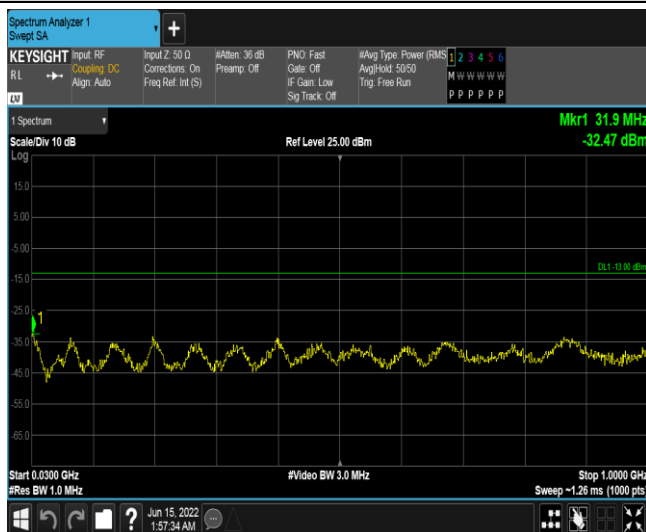 Spectrum Analyzer 1
Swept SA
+
KEYSIGHT
RL
LXI
Input: RF
Coupling: DC
Align: Auto
Input Z: 50 Ω
Corrections: On
Freq Ref: Int (S)
#Atten: 36 dB
Preamp: Off
PNO: Fast
Gate: Off
IF Gain: Low
Sig Track: Off
#Avg Type: Power (RMS
Avg|Hold: 50/50
Trig: Free Run
1 2 3 4 5 6
M W W W W W
P P P P P P
1 Spectrum
Mkr1 31.9 MHz
-32.47 dBm
Scale/Div 10 dB
Ref Level 25.00 dBm
Log
15.0
5.00
-5.00
DL1 -13.00 dBm
-15.0
-25.0
1
-35.0
-45.0
-55.0
-65.0
Start 0.0300 GHz
#Video BW 3.0 MHz
Stop 1.0000 GHz
#Res BW 1.0 MHz
Sweep ~1.26 ms (1000 pts)
?
Jun 15, 2022
1:57:34 AM